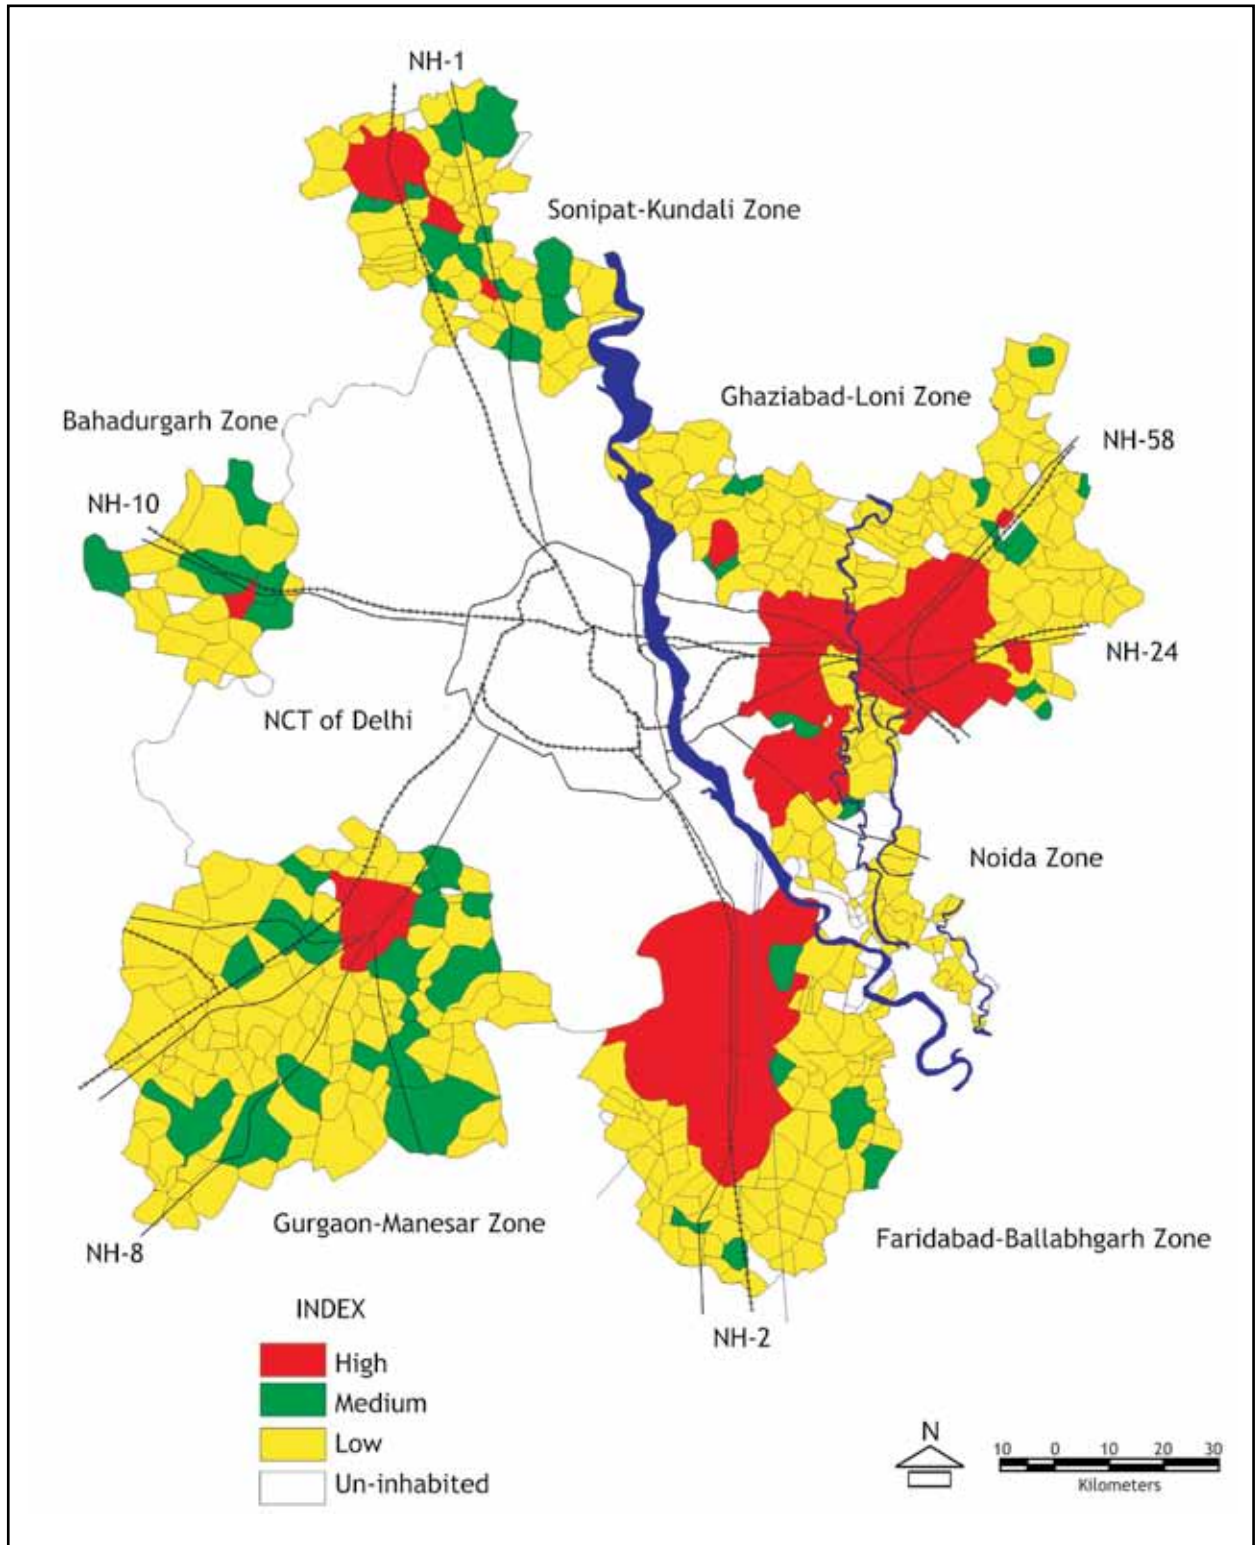 NH-1
Sonipat-Kundali Zone
Ghaziabad-Loni Zone
Bahadurgarh Zone
NH-58
NH-10
NH-24
NCT of Delhi
Noida Zone
Gurgaon-Manesar Zone
Faridabad-Ballabhgarh Zone
NH-8
INDEX
NH-2
High
Medium
Low
Un-inhabited
N
10 0 10 20 30
Kilometers